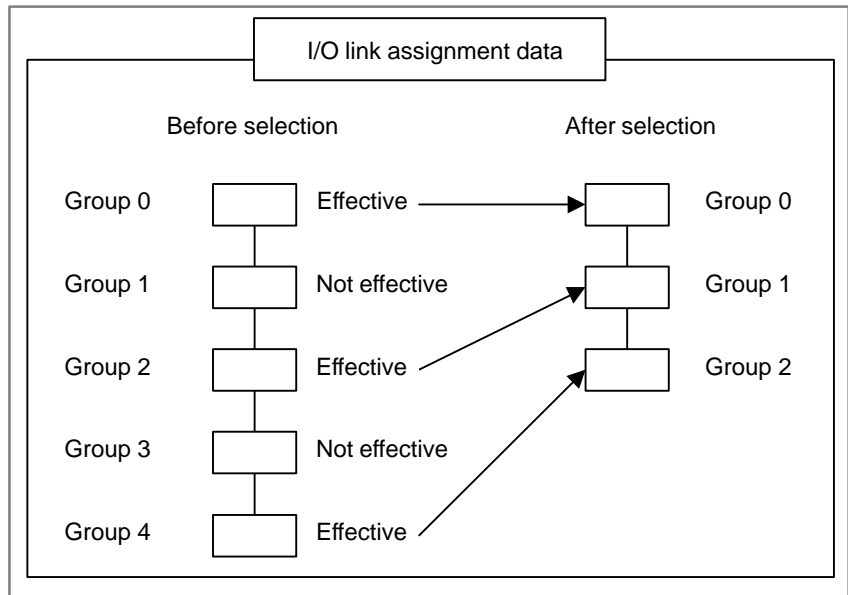 I/O link assignment data
Before selection After selection
Group 0 Effective Group 0
Group 1 Not effective Group 1
Group 2 Effective Group 2
Group 3 Not effective
Group 4 Effective